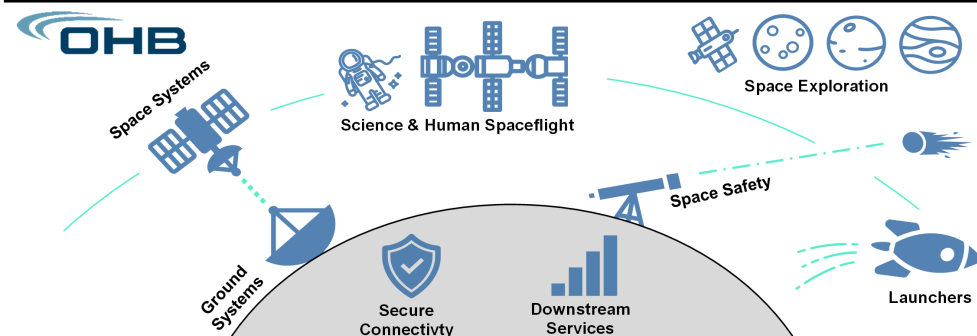 OHB
Space Systems
Science & Human Spaceflight
Space Exploration
Space Safety
Ground
Systems
Secure
Connectivty
Downstream
Services
Launchers